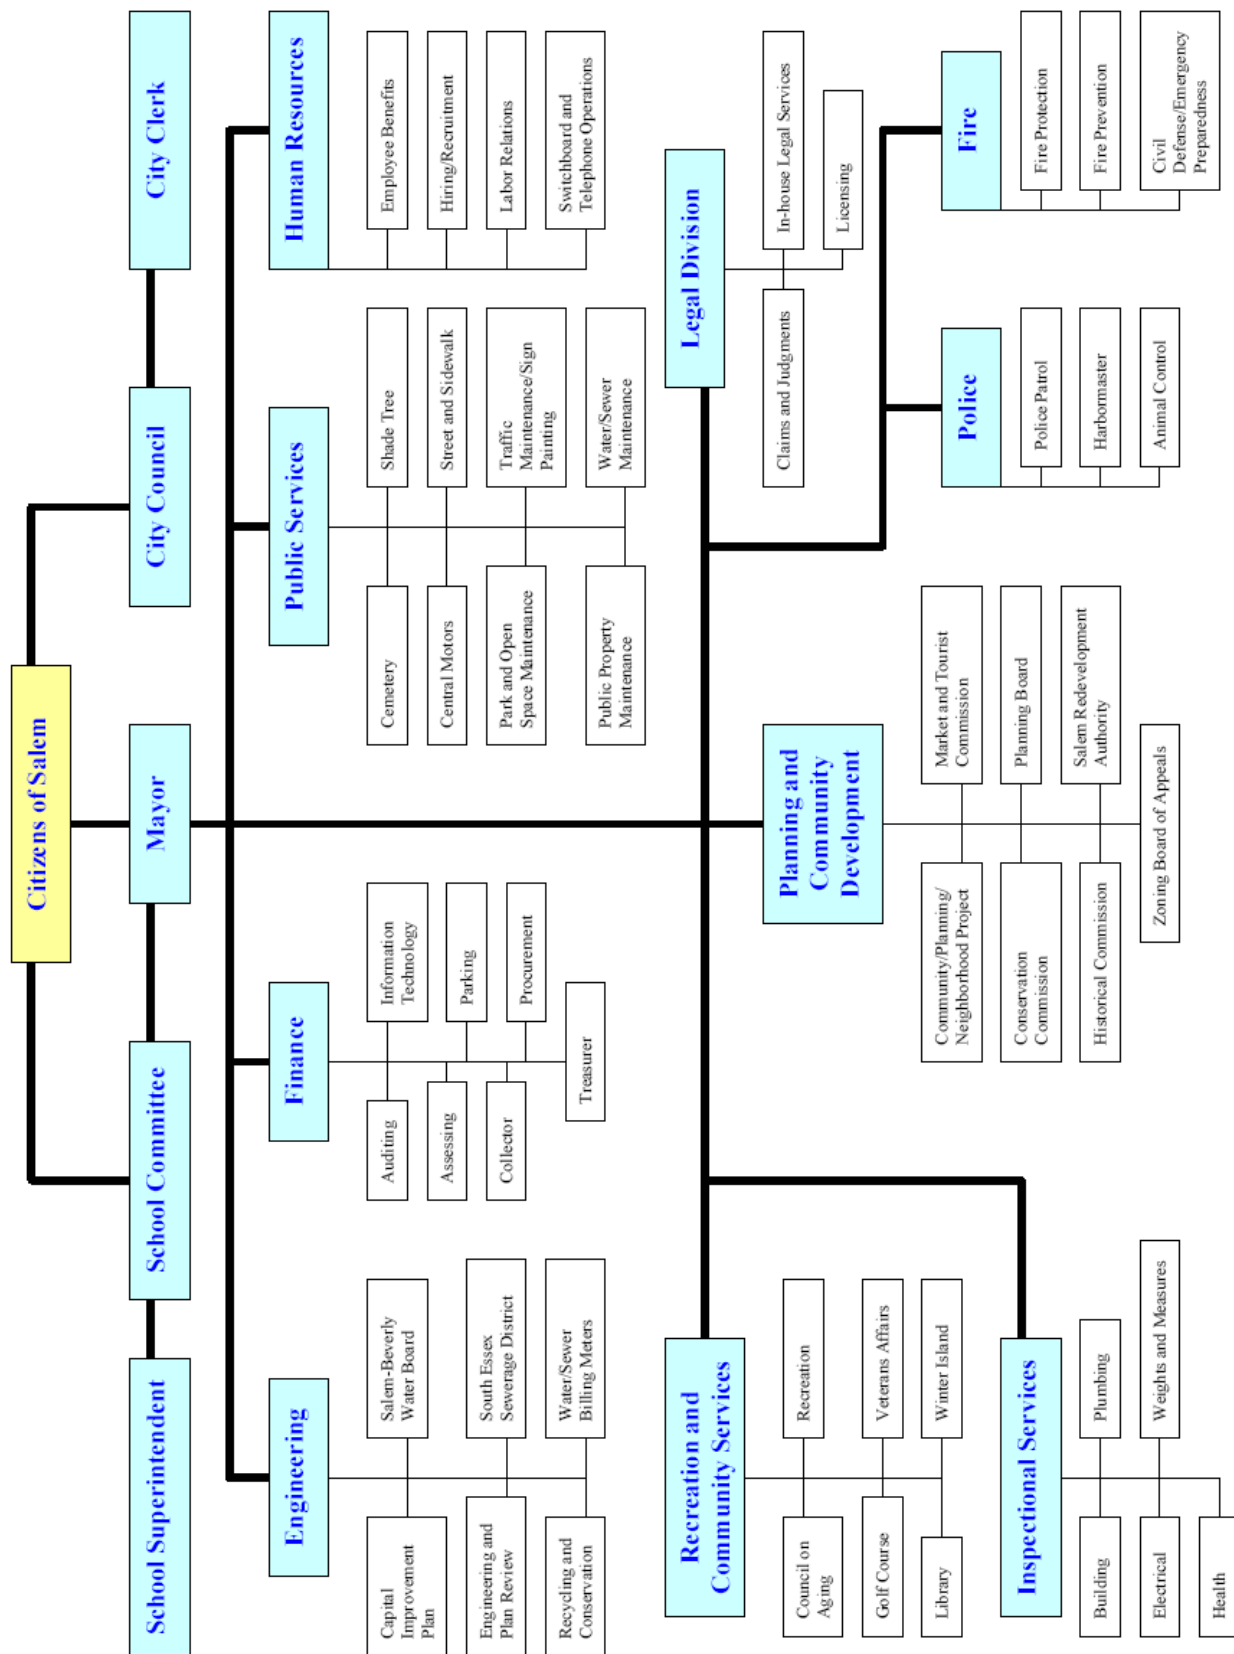 Citizens of Salem
School Superintendent
School Committee
Mayor
City Council
City Clerk
Engineering
Capital
Improvement
Plan
Salem-Beverly
Water Board
Engineering and
Plan Review
South Essex
Sewerage District
Recycling and
Conservation
Water/Sewer
Billing Meters
Finance
Auditing
Information
Technology
Assessing
Parking
Collector
Procurement
Treasurer
Public Services
Cemetery
Shade Tree
Central Motors
Street and Sidewalk
Park and Open
Space Maintenance
Traffic
Maintenance/Sign
Painting
Public Property
Maintenance
Water/Sewer
Maintenance
Human Resources
Employee Benefits
Hiring/Recruitment
Labor Relations
Switchboard and
Telephone Operations
Recreation and
Community Services
Council on
Aging
Recreation
Golf Course
Veterans Affairs
Library
Winter Island
Inspectional Services
Building
Plumbing
Electrical
Weights and Measures
Health
Planning and
Community
Development
Community/Planning/
Neighborhood Project
Market and Tourist
Commission
Conservation
Commission
Planning Board
Historical Commission
Salem Redevelopment
Authority
Zoning Board of Appeals
Legal Division
Claims and Judgments
In-house Legal Services
Licensing
Police
Police Patrol
Harbormaster
Animal Control
Fire
Fire Protection
Fire Prevention
Civil
Defense/Emergency
Preparedness